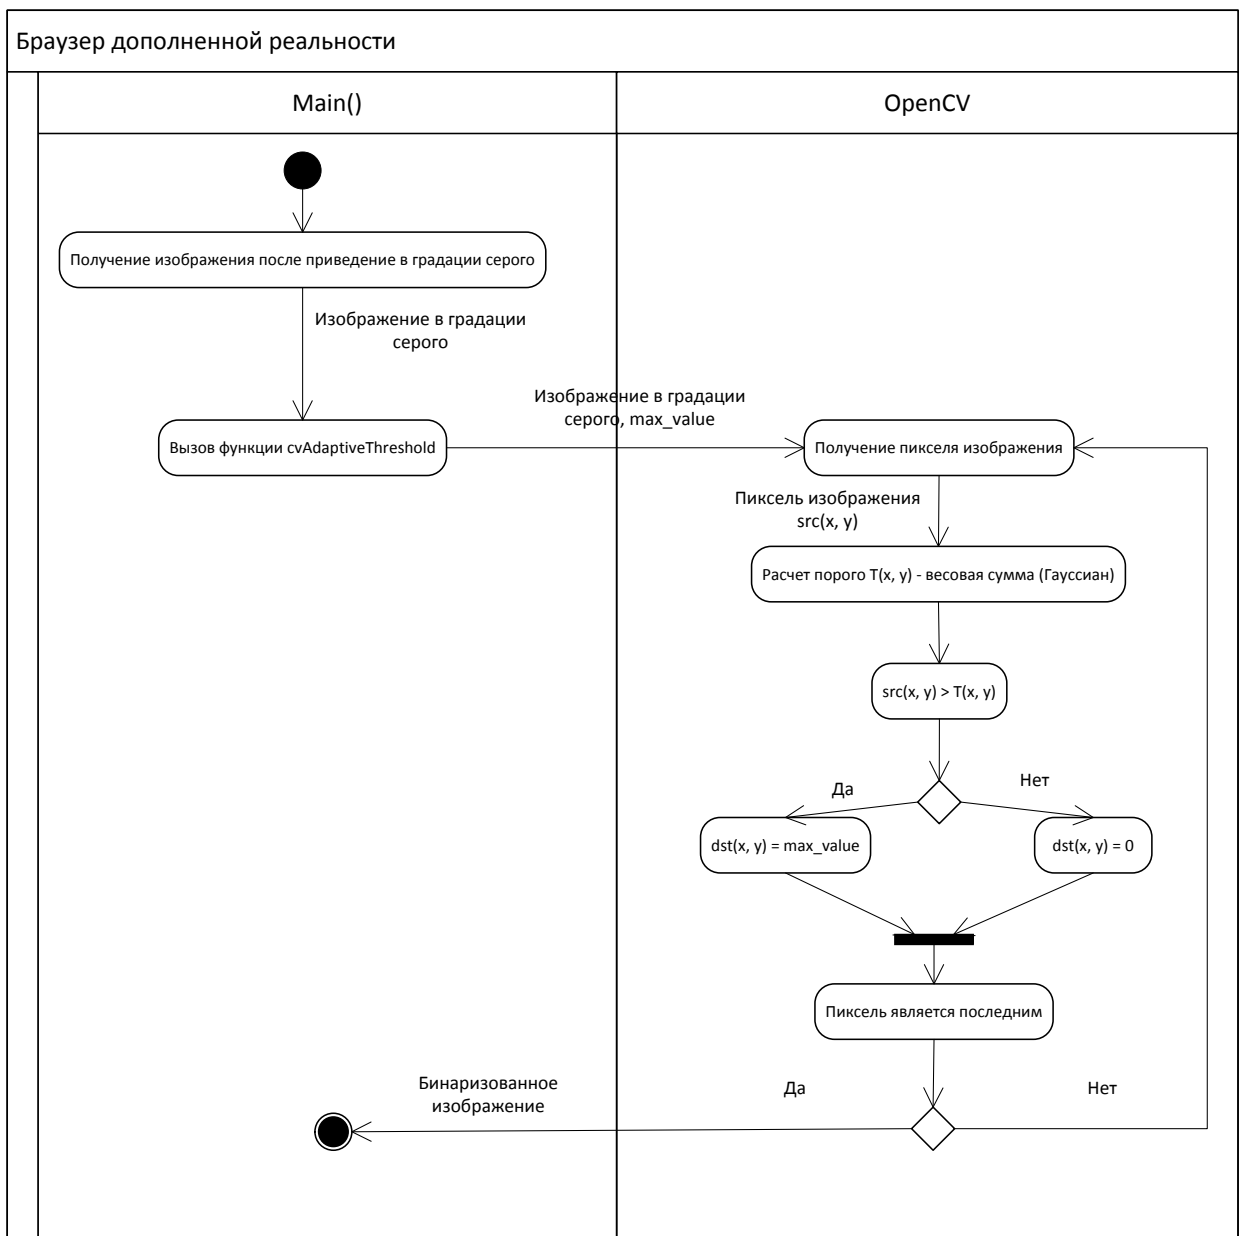 Браузер дополненной реальности
Main()
OpenCV
Получение изображения после приведение в градации серого
Изображение в градации
серого
Изображение в градации
серого, max_value
Вызов функции cvAdaptiveThreshold
Получение пикселя изображения
Пиксель изображения
src(x, y)
Расчет порого T(x, y) - весовая сумма (Гауссиан)
src(x, y) > T(x, y)
Да
Нет
dst(x, y) = max_value
dst(x, y) = 0
Пиксель является последним
Бинаризованное
изображение
Да
Нет